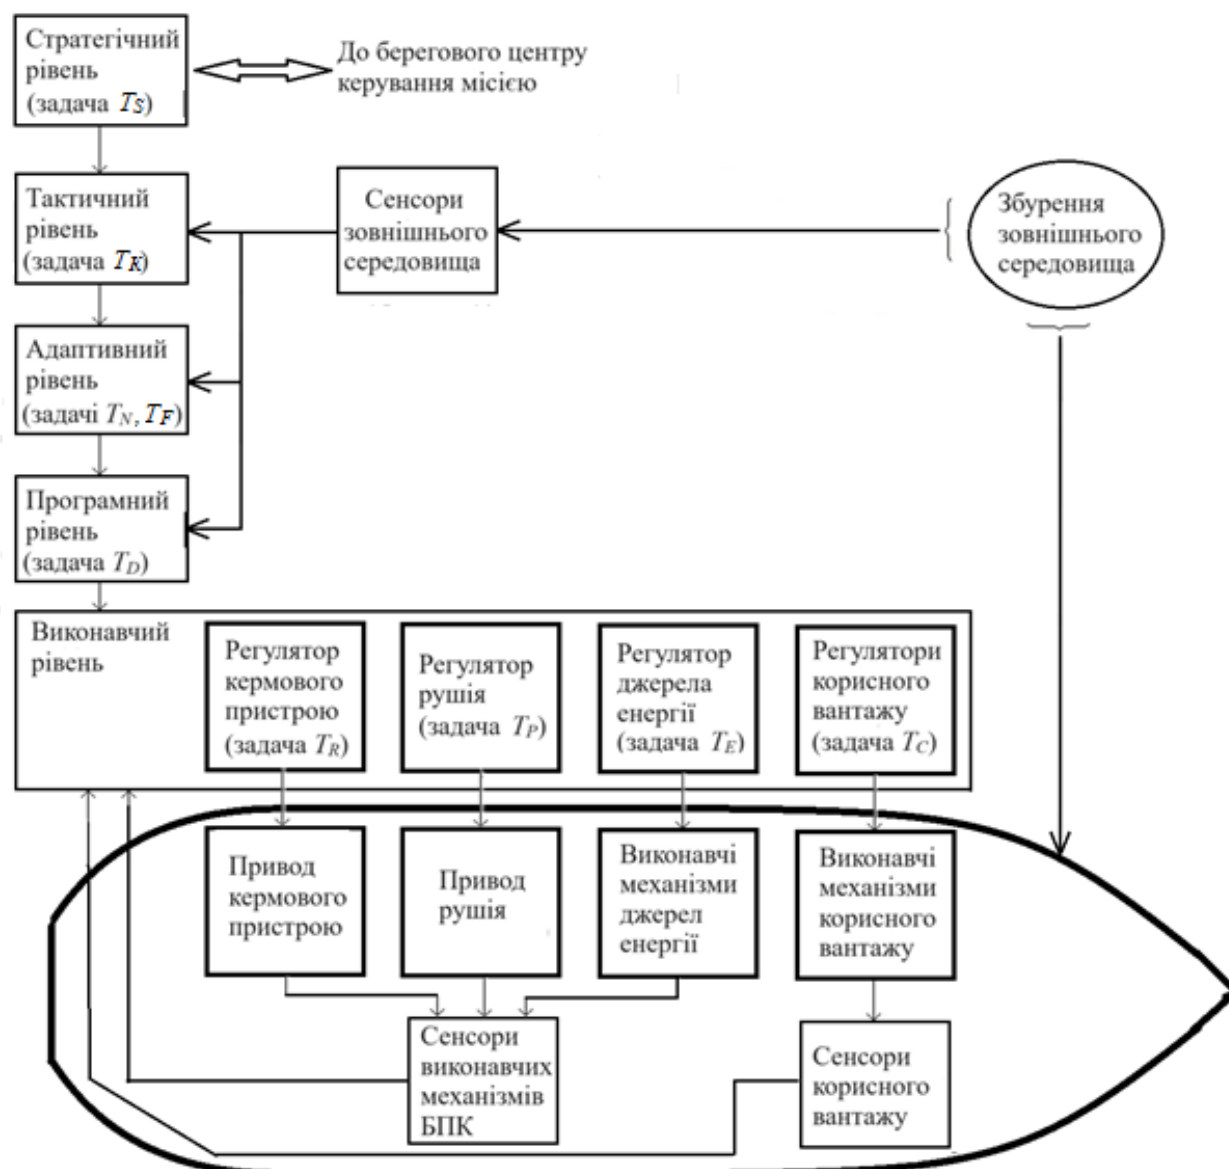 Стратегічний
рівень
(задача TS)
До берегового центру
керування місією
Тактичний
рівень
(задача TK)
Сенсори
зовнішнього
середовища
Збурення
зовнішнього
середовища
Адаптивний
рівень
(задачі TN, TF)
Програмний
рівень
(задача TD)
Виконавчий
рівень
Регулятор
кермового
пристрою
(задача TR)
Регулятор
рушія
(задача TP)
Регулятор
джерела
енергії
(задача TE)
Регулятори
корисного
вантажу
(задача TC)
Привод
кермового
пристрою
Привод
рушія
Виконавчі
механізми
джерел
енергії
Виконавчі
механізми
корисного
вантажу
Сенсори
виконавчих
механізмів
БПК
Сенсори
корисного
вантажу